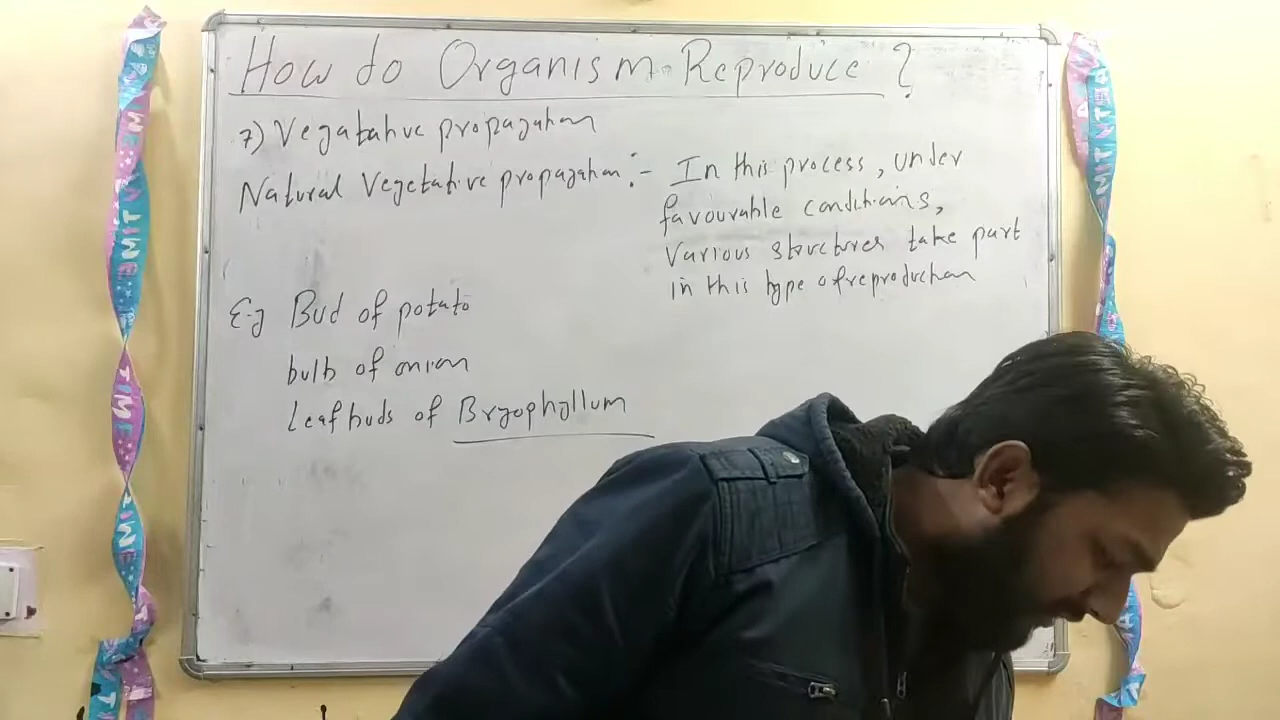 How do Organism Reproduce ?
7) Vegatative propagation
Natural Vegetative propagation :- In this process, under
favourable conditions,
Various structures take part
in this type of reproduction
E.g Bud of potato
bulb of onion
Leaf buds of Bryophyllum